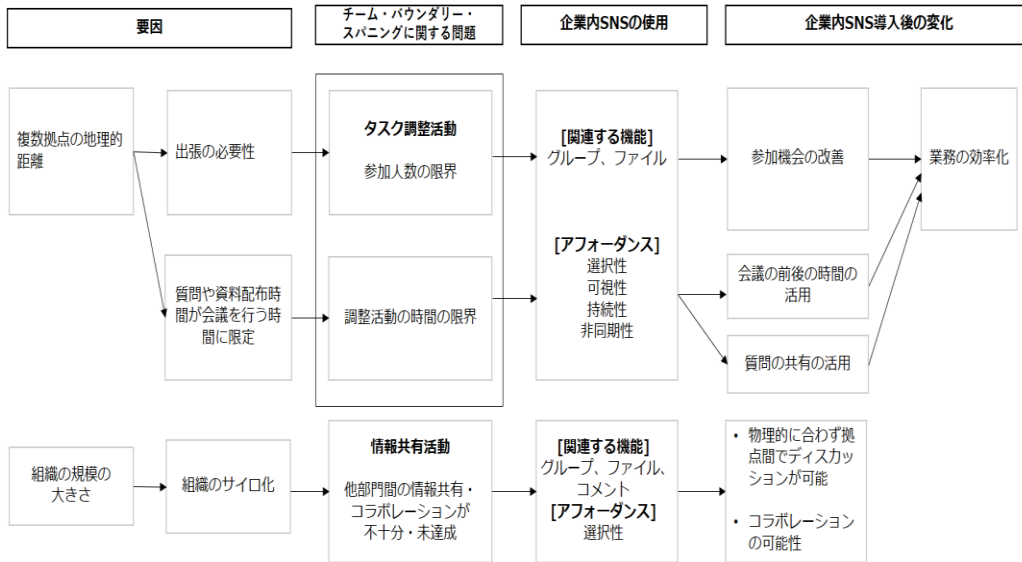 要因
チーム・バウンダリー・
スパニングに関する問題
企業内SNSの使用
企業内SNS導入後の変化
複数拠点の地理的
距離
出張の必要性
タスク調整活動
参加人数の限界
[関連する機能]
グループ、ファイル
参加機会の改善
業務の効率化
質問や資料配布時
間が会議を行う時
間に限定
調整活動の時間の限界
[アフォーダンス]
選択性
可視性
持続性
非同期性
会議の前後の時間の
活用
質問の共有の活用
組織の規模の
大きさ
組織のサイロ化
情報共有活動
他部門間の情報共有・
コラボレーションが
不十分・未達成
[関連する機能]
グループ、ファイル、
コメント
[アフォーダンス]
選択性
• 物理的に合わず拠
点間でディスカッ
ションが可能
• コラボレーション
の可能性